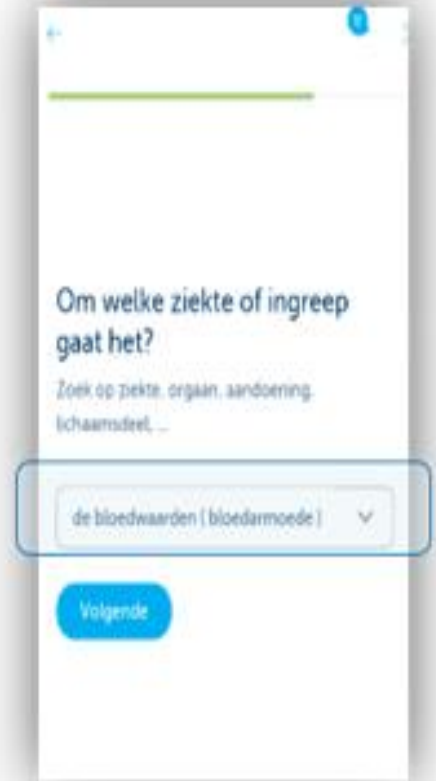 Om welke ziekte of ingreep
gaat het?
Zoek op ziekte, orgaan, aandoening,
lichaamsdeel, ...
de bloedwaarden ( bloedarmoede )
Volgende